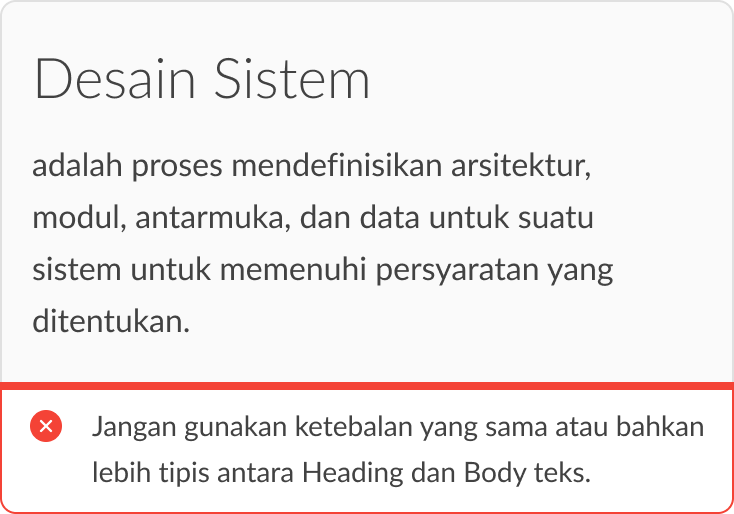 Desain Sistem
adalah proses mendefinisikan arsitektur,
modul, antarmuka, dan data untuk suatu
sistem untuk memenuhi persyaratan yang
ditentukan.
Jangan gunakan ketebalan yang sama atau bahkan
lebih tipis antara Heading dan Body teks.